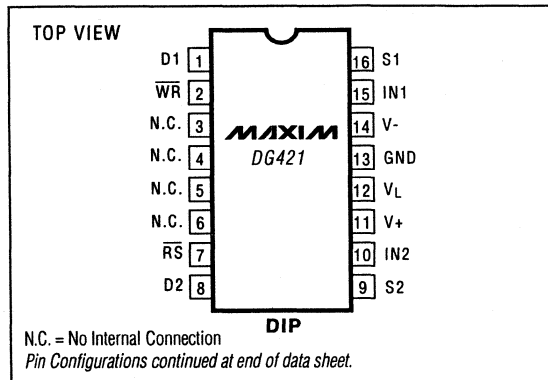 TOP VIEW
D1 1
W̅R̅ 2
N.C. 3
N.C. 4
N.C. 5
N.C. 6
R̅S̅ 7
D2 8
MAXIM
DG421
16 S1
15 IN1
14 V-
13 GND
12 VL
11 V+
10 IN2
9 S2
DIP
N.C. = No Internal Connection
Pin Configurations continued at end of data sheet.